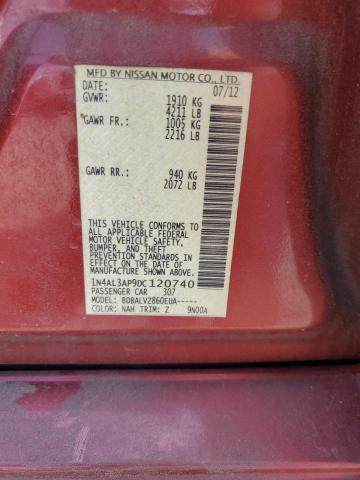 MFD BY NISSAN MOTOR CO., LTD.
DATE: 07/12
GVWR: 1910 KG
4211 LB
GAWR FR: 1005 KG
2216 LB
GAWR RR: 940 KG
2072 LB
THIS VEHICLE CONFORMS TO
ALL APPLICABLE FEDERAL
MOTOR VEHICLE SAFETY,
BUMPER, AND THEFT
PREVENTION STANDARDS IN
EFFECT ON THE DATE OF
MANUFACTURE SHOWN ABOVE.
1N4AL3AP9DC120740
PASSENGER CAR 307
MODEL: BDBALVZ860EUA-----
COLOR: NAH TRIM: Z 9N00A